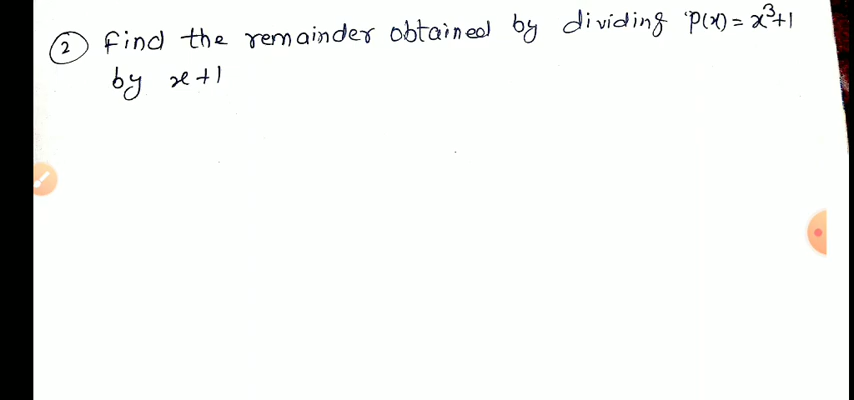 ② Find the remainder obtained by dividing P(x) = x³+1
by x+1